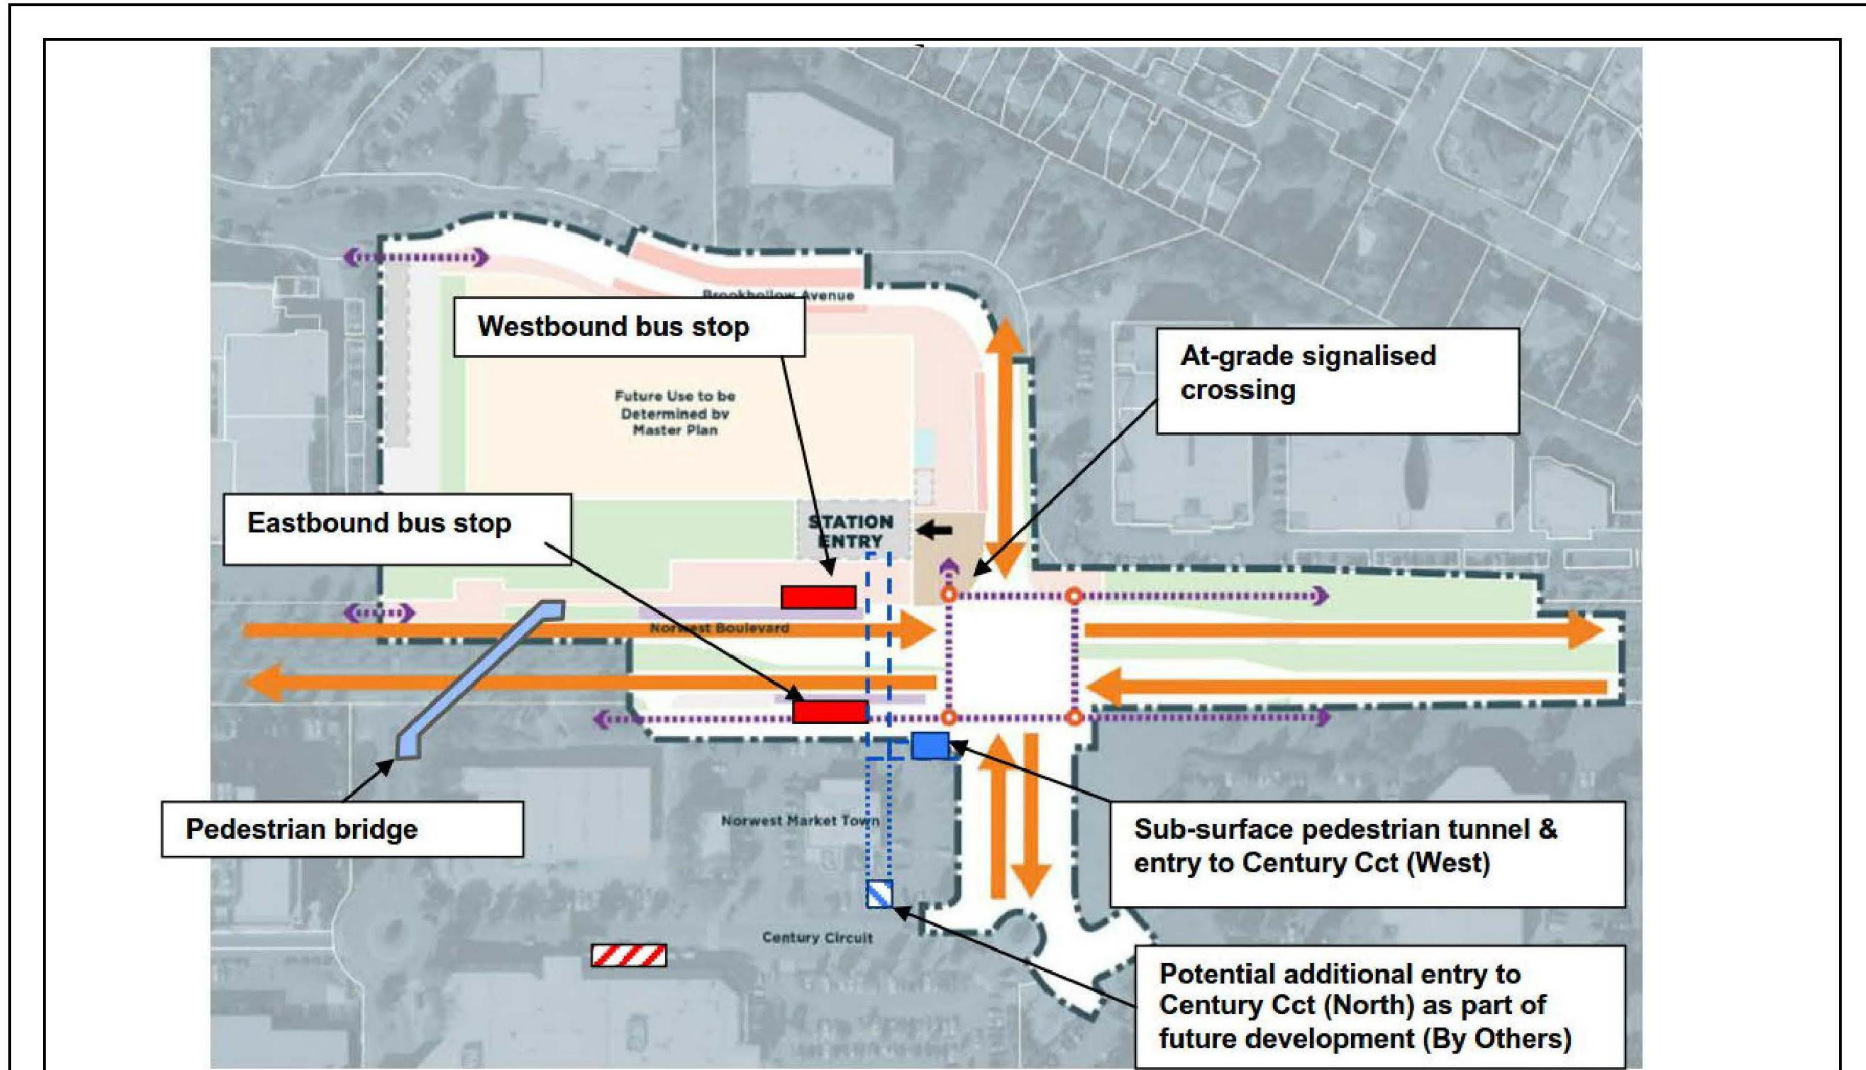 Brookhollow Avenue
Westbound bus stop
At-grade signalised
crossing
Future Use to be
Determined by
Master Plan
Eastbound bus stop
STATION
ENTRY
Norwest Boulevard
Pedestrian bridge
Norwest Market Town
Sub-surface pedestrian tunnel &
entry to Century Cct (West)
Century Circuit
Potential additional entry to
Century Cct (North) as part of
future development (By Others)